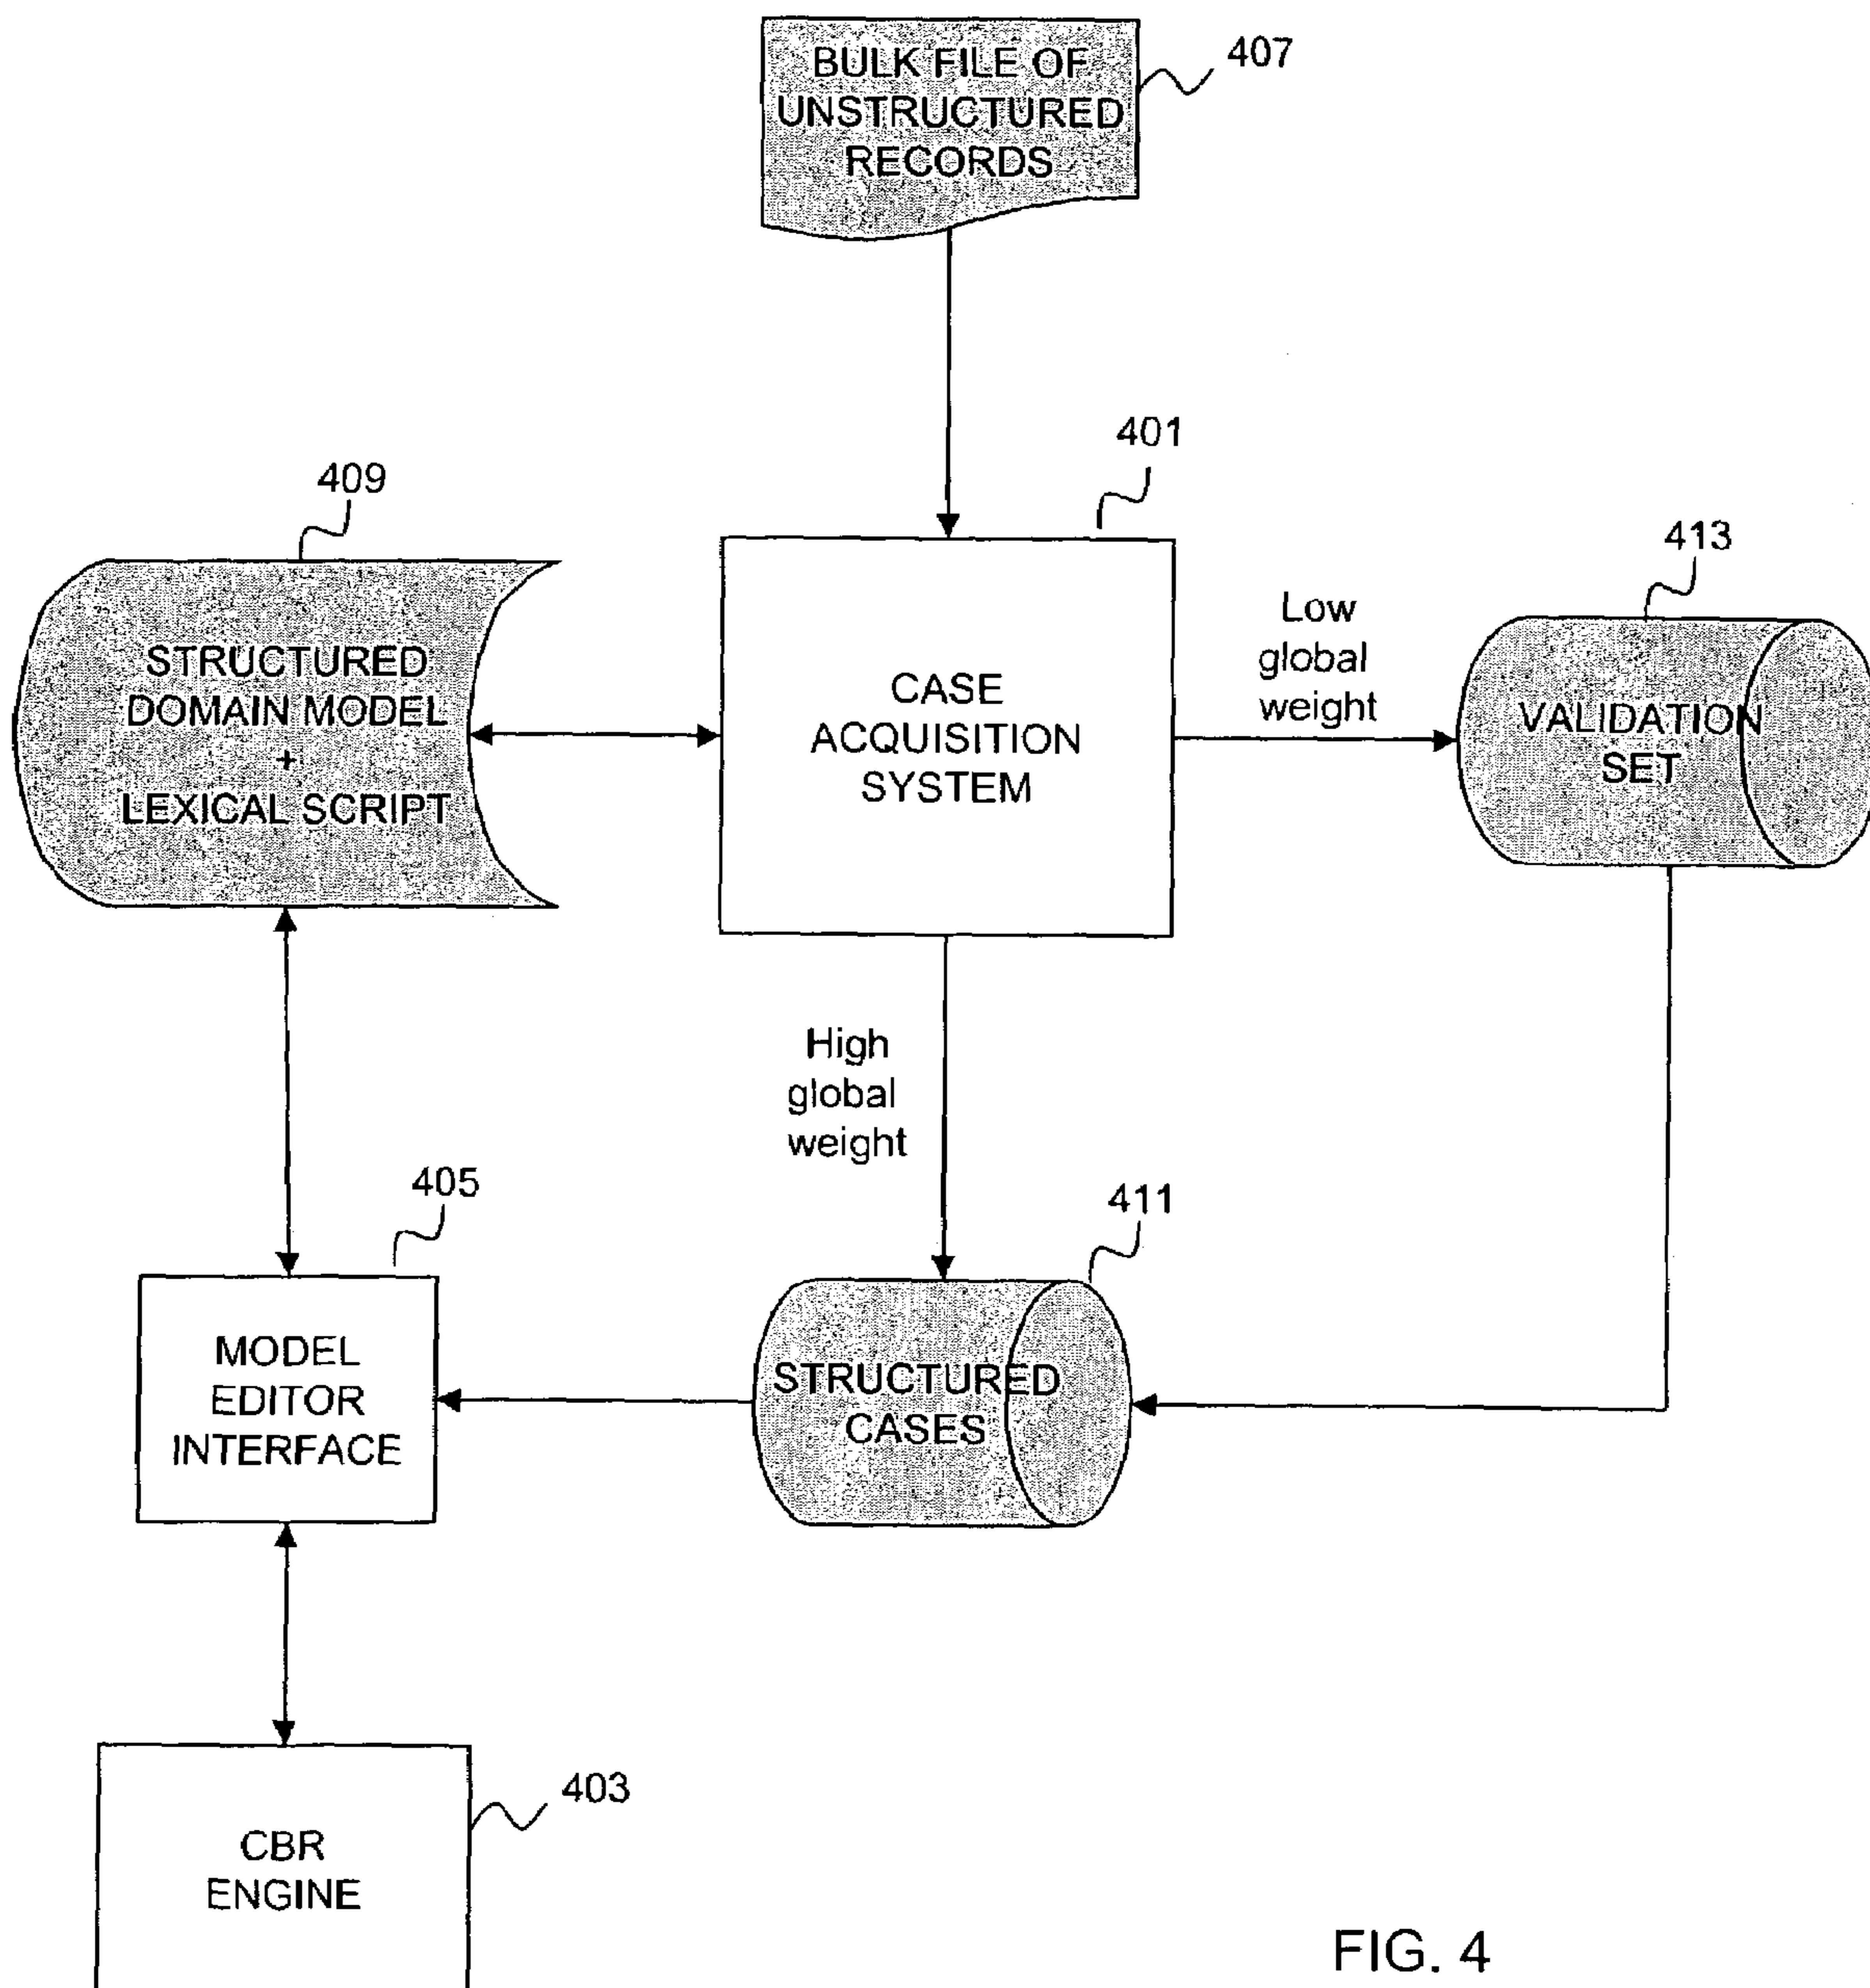 BULK FILE OF
UNSTRUCTURED
RECORDS
407
401
409
413
STRUCTURED
DOMAIN MODEL
+
LEXICAL SCRIPT
CASE
ACQUISITION
SYSTEM
Low
global
weight
VALIDATION
SET
High
global
weight
405
411
MODEL
EDITOR
INTERFACE
STRUCTURED
CASES
403
CBR
ENGINE
FIG. 4